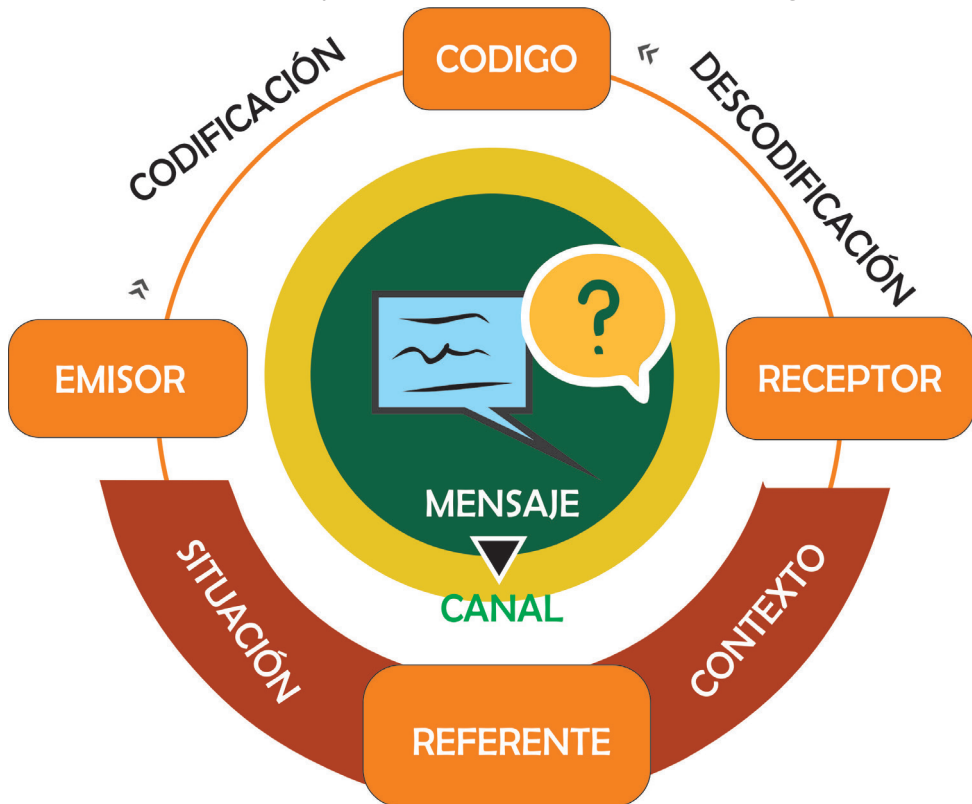 CODIGO
CODIFICACIÓN
DESCODIFICACIÓN
?
EMISOR
RECEPTOR
MENSAJE
CANAL
SITUACIÓN
CONTEXTO
REFERENTE